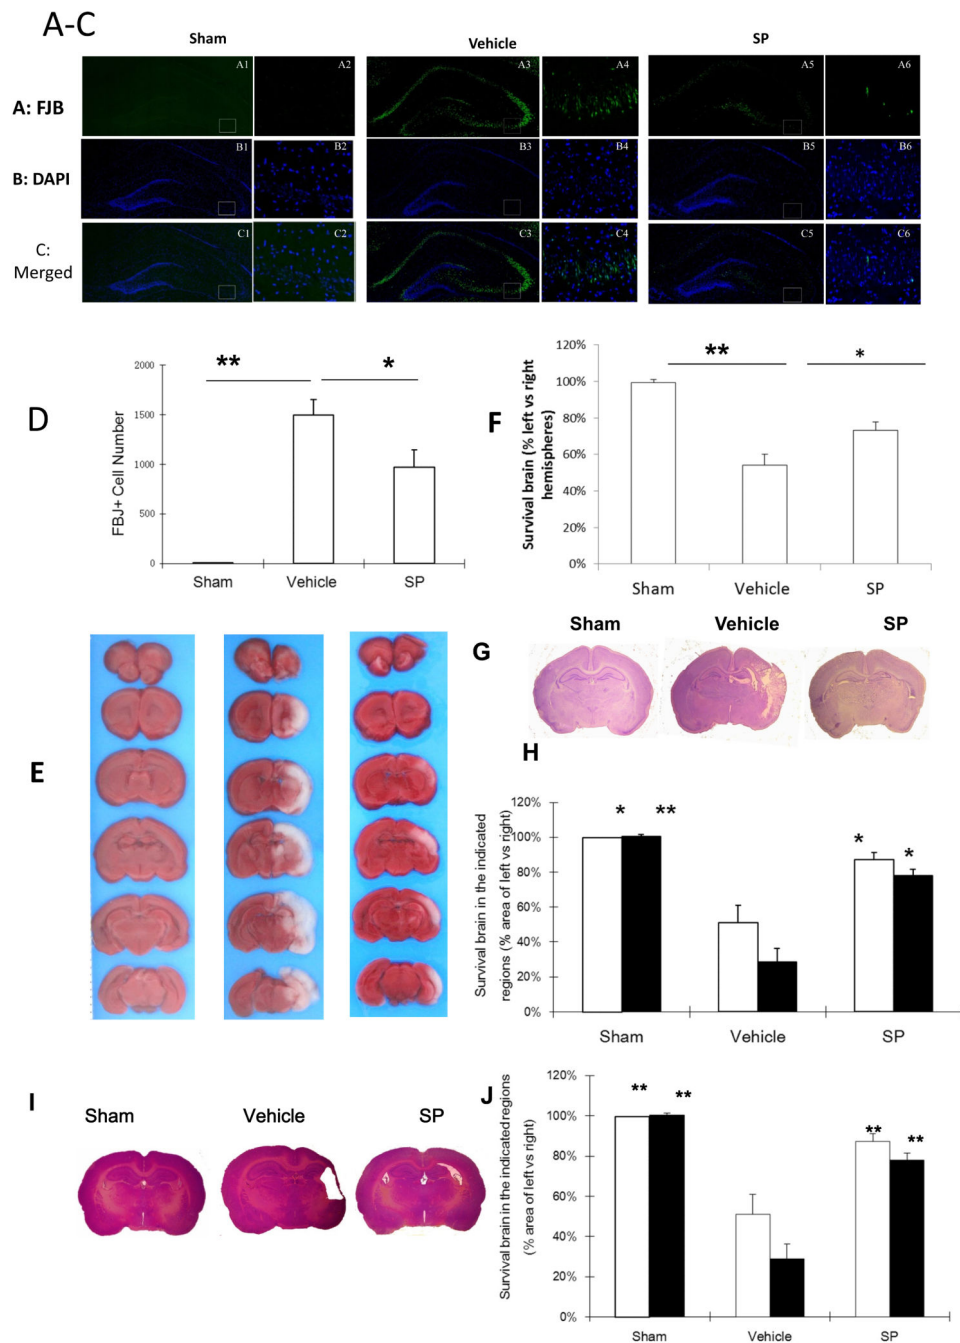 A-C
Sham
Vehicle
SP
A: FJB
A1
A2
A3
A4
A5
A6
B: DAPI
B1
B2
B3
B4
B5
B6
C:
Merged
C1
C2
C3
C4
C5
C6
D
FBJ+ Cell Number
2000
1500
1000
500
0
**
*
Sham
Vehicle
SP
F
Survival brain (% left vs right
hemispheres)
120%
100%
80%
60%
40%
20%
0%
**
*
Sham
Vehicle
SP
E
G
Sham
Vehicle
SP
H
Survival brain in the indicated
regions (% area of left vs right)
120%
100%
80%
60%
40%
20%
0%
*
**
*
*
Sham
Vehicle
SP
I
Sham
Vehicle
SP
J
Survival brain in the indicated regions
(% area of left vs right)
120%
100%
80%
60%
40%
20%
0%
**
**
**
**
Sham
Vehicle
SP